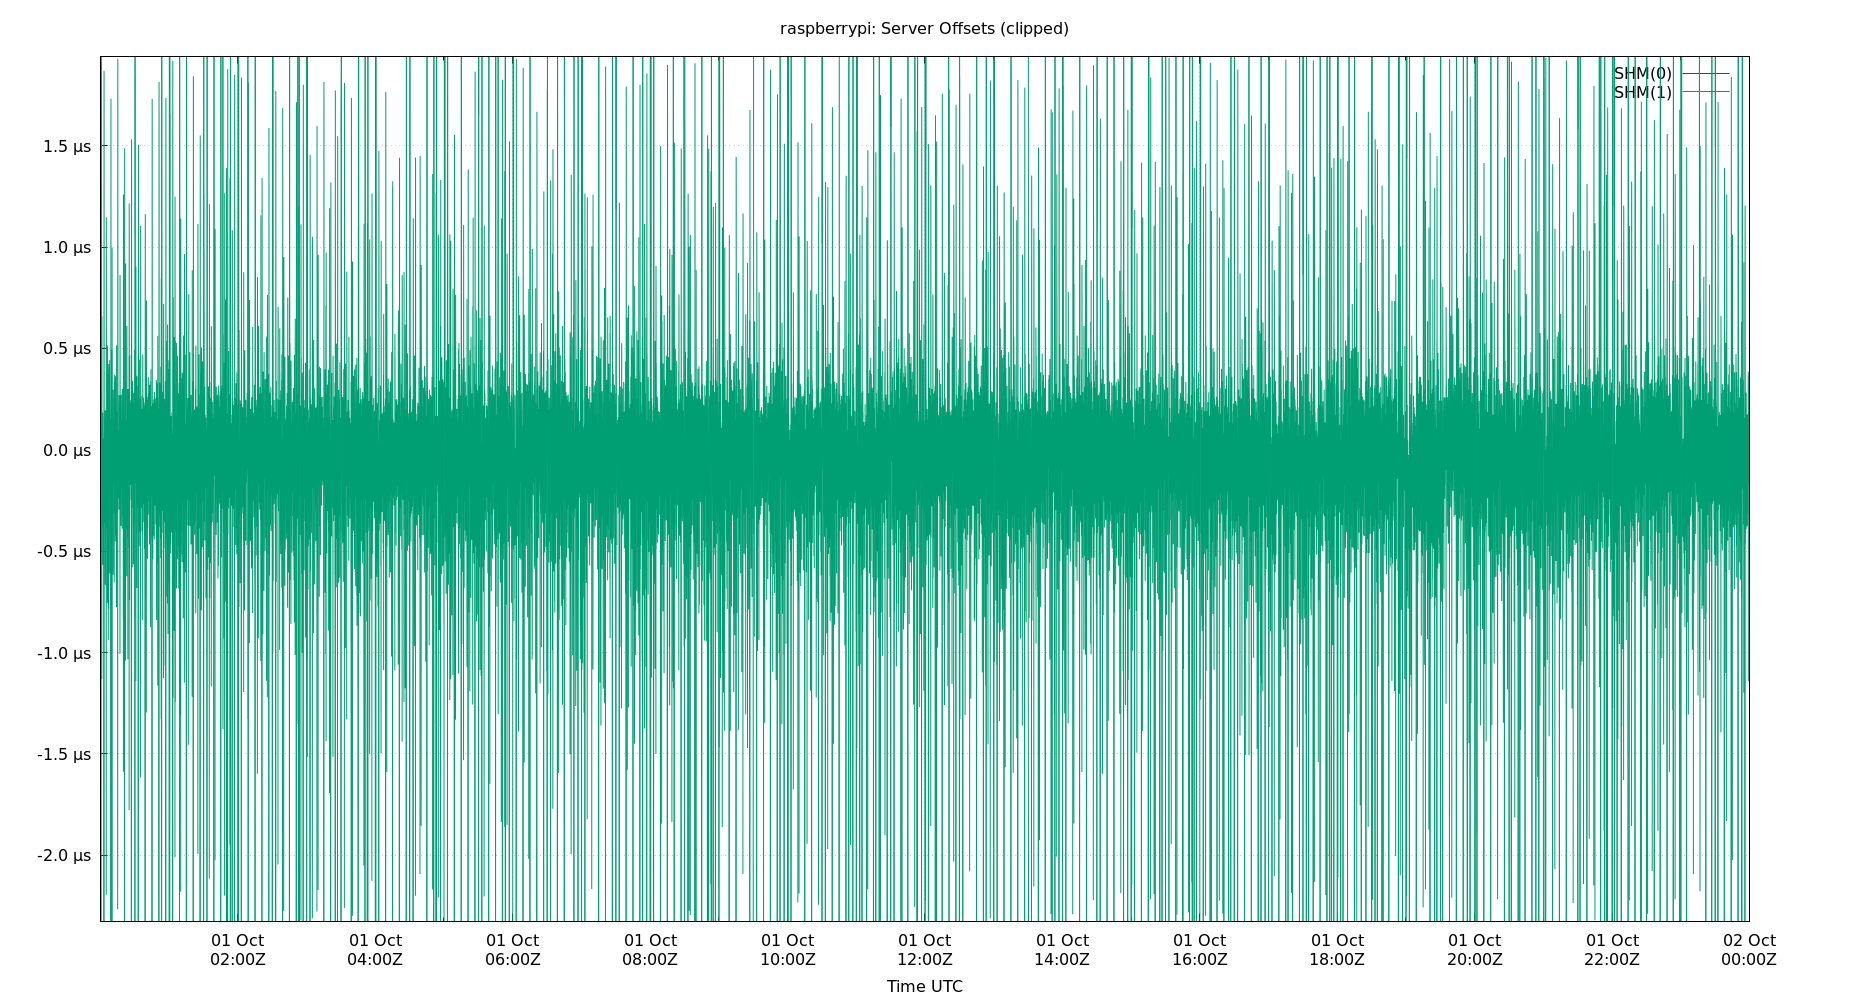 raspberrypi: Server Offsets (clipped)
SHM(0)
SHM(1)
1.5 µs
1.0 µs
0.5 µs
0.0 µs
-0.5 µs
-1.0 µs
-1.5 µs
-2.0 µs
01 Oct 01 Oct 01 Oct 01 Oct 01 Oct 01 Oct 01 Oct 01 Oct 01 Oct 01 Oct 01 Oct 02 Oct
02:00Z 04:00Z 06:00Z 08:00Z 10:00Z 12:00Z 14:00Z 16:00Z 18:00Z 20:00Z 22:00Z 00:00Z
Time UTC